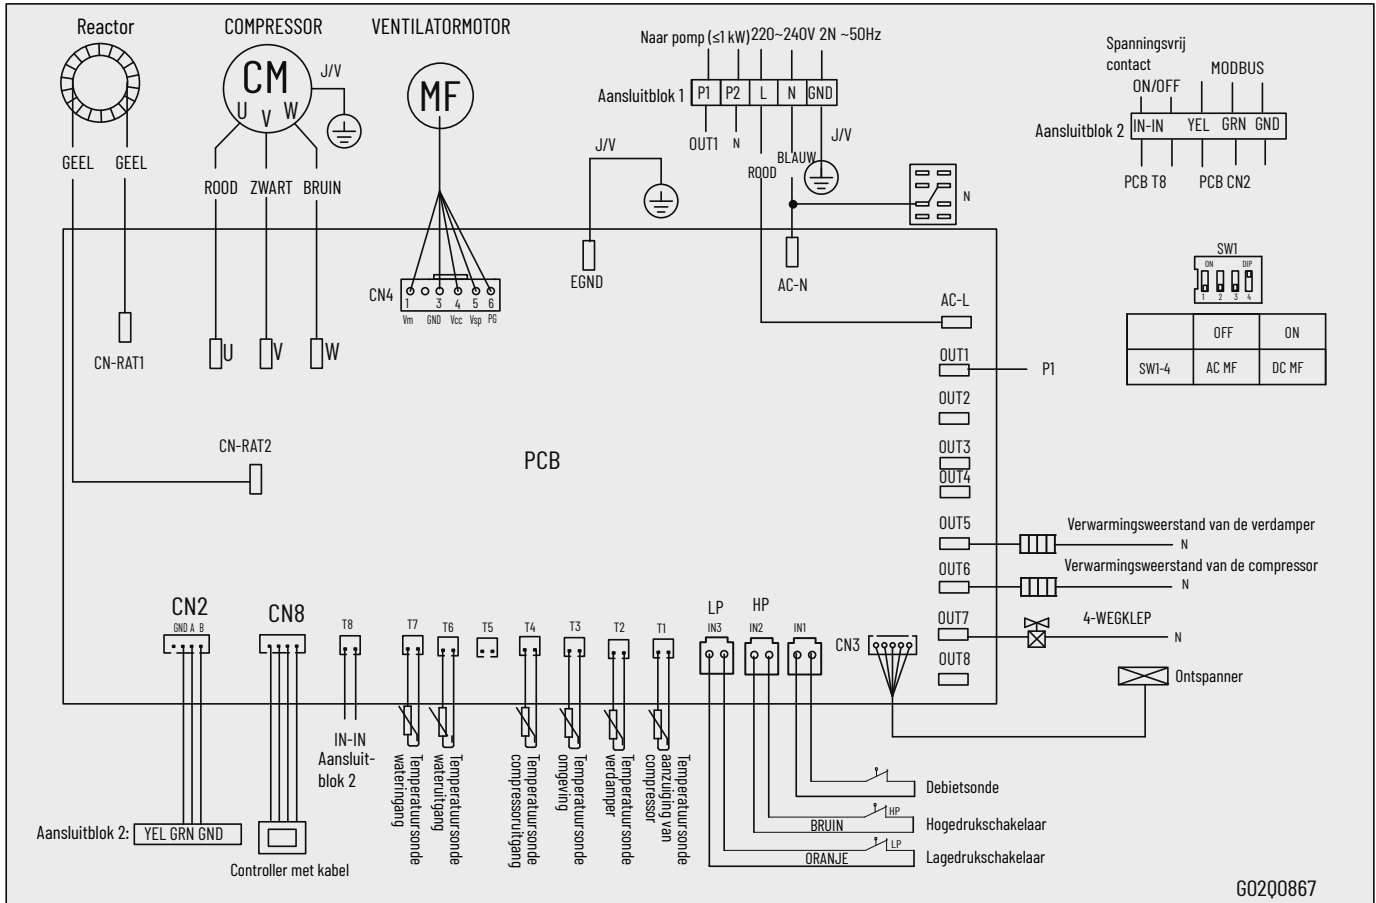 Reactor
COMPRESSOR
VENTILATORMOTOR
CM
U V W
J/V
MF
GEEL
GEEL
ROOD
ZWART
BRUIN
Naar pomp (≤1 kW)
220~240V 2N ~50Hz
Aansluitblok 1
P1 P2 L N GND
OUT1
N
ROOD
BLAUW
J/V
J/V
N
Spanningsvrij
contact
ON/OFF
MODBUS
Aansluitblok 2
IN-IN YEL GRN GND
PCB T8
PCB CN2
SW1
ON DIP
1 2 3 4
OFF ON
SW1-4 AC MF DC MF
CN4
1 3 4 5 6
Vm GND Vcc Vsp PG
EGND
AC-N
AC-L
CN-RAT1
U
V
W
CN-RAT2
PCB
OUT1
P1
OUT2
OUT3
OUT4
OUT5
Verwarmingsweerstand van de verdamper
N
OUT6
Verwarmingsweerstand van de compressor
N
OUT7
4-WEGKLEP
N
OUT8
Ontspanner
CN2
GND A B
CN8
T8
T7
T6
T5
T4
T3
T2
T1
LP
IN3
HP
IN2
IN1
CN3
IN-IN
Aansluit-
blok 2
Temperatuursonde
wateringang
Temperatuursonde
wateruitgang
Temperatuursonde
compressoruitgang
Temperatuursonde
omgeving
Temperatuursonde
verdamper
Temperatuursonde
aanzuiging van
compressor
Debietsonde
HP
BRUIN
Hogedrukschakelaar
LP
ORANJE
Lagedrukschakelaar
Aansluitblok 2:
YEL GRN GND
Controller met kabel
G02Q0867